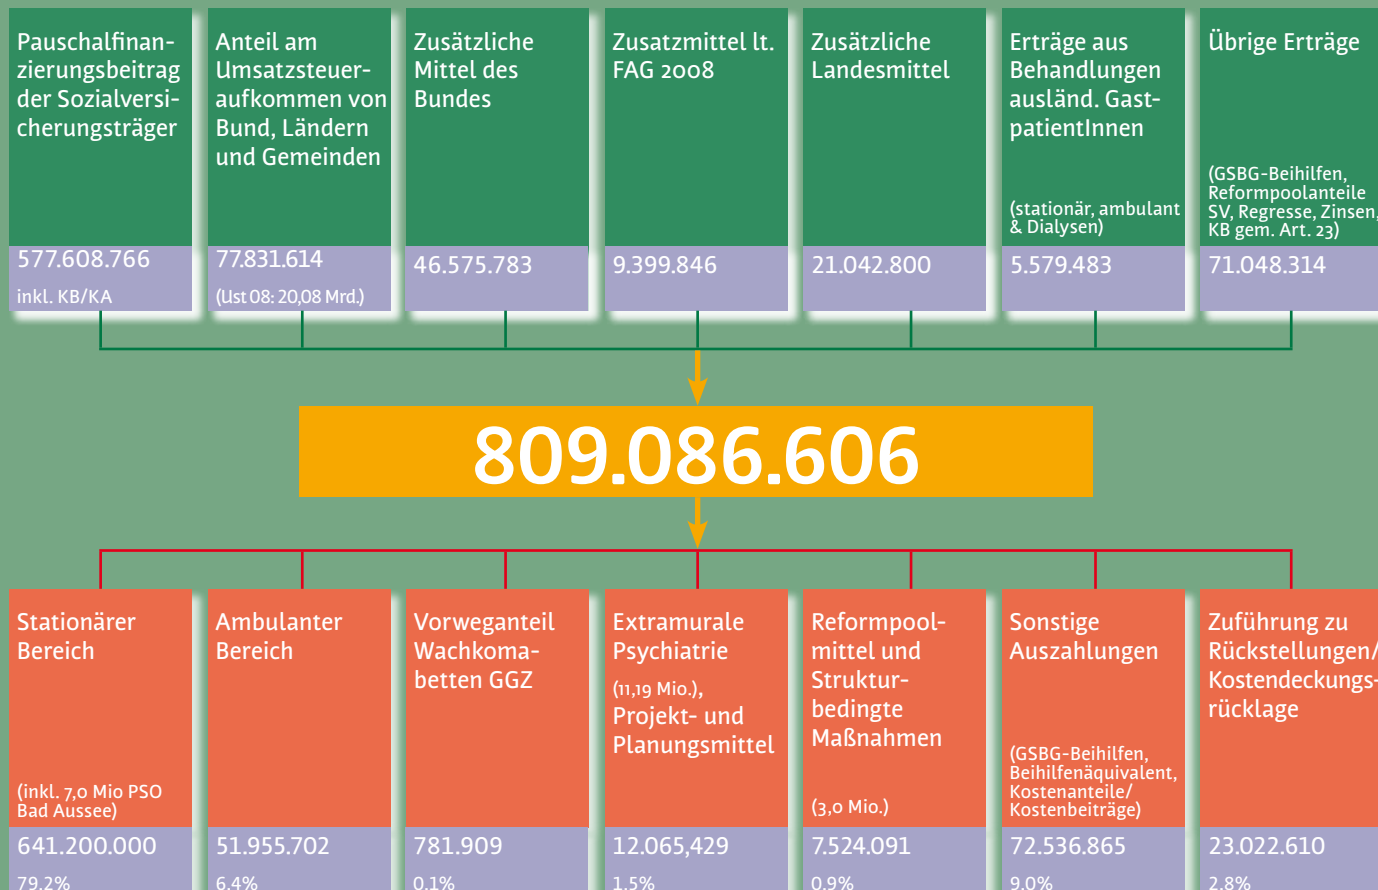 Pauschalfinan-
zierungsbeitrag
der Sozialversi-
cherungsträger
577.608.766
inkl. KB/KA
Anteil am
Umsatzsteuer-
aufkommen von
Bund, Ländern
und Gemeinden
77.831.614
(Ust 08: 20,08 Mrd.)
Zusätzliche
Mittel des
Bundes
46.575.783
Zusatzmittel lt.
FAG 2008
9.399.846
Zusätzliche
Landesmittel
21.042.800
Erträge aus
Behandlungen
ausländ. Gast-
patientInnen
(stationär, ambulant
& Dialysen)
5.579.483
Übrige Erträge
(GSBG-Beihilfen,
Reformpoolanteile
SV, Regresse, Zinsen,
KB gem. Art. 23)
71.048.314
809.086.606
Stationärer
Bereich
(inkl. 7,0 Mio PSO
Bad Aussee)
641.200.000
79,2%
Ambulanter
Bereich
51.955.702
6,4%
Vorweganteil
Wachkoma-
betten GGZ
781.909
0,1%
Extramurale
Psychiatrie
(11,19 Mio.),
Projekt- und
Planungsmittel
12.065,429
1,5%
Reformpool-
mittel und
Struktur-
bedingte
Maßnahmen
(3,0 Mio.)
7.524.091
0,9%
Sonstige
Auszahlungen
(GSBG-Beihilfen,
Beihilfenäquivalent,
Kostenanteile/
Kostenbeiträge)
72.536.865
9,0%
Zuführung zu
Rückstellungen/
Kostendeckungs-
rücklage
23.022.610
2,8%